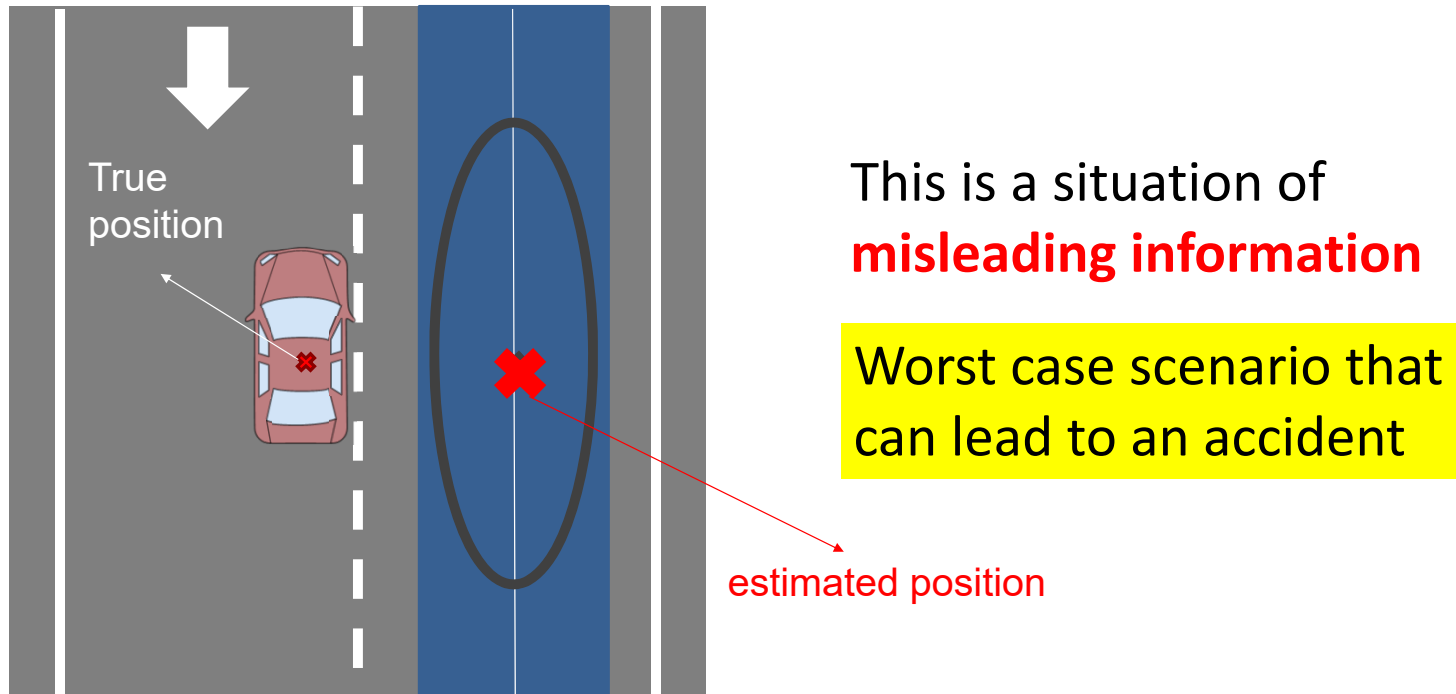 True
position
This is a situation of
misleading information
Worst case scenario that
can lead to an accident
estimated position